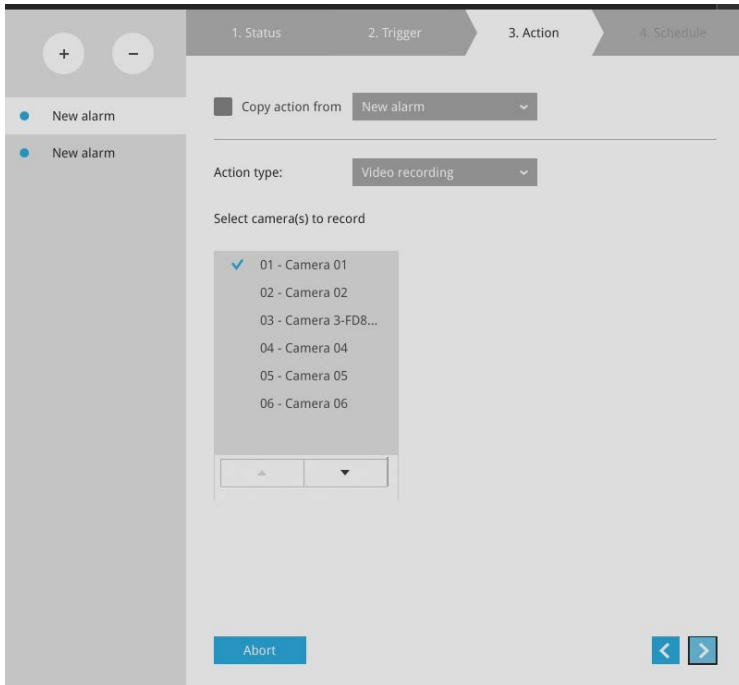 1. Status
2. Trigger
3. Action
4. Schedule
+
−
New alarm
New alarm
Copy action from
New alarm
Action type:
Video recording
Select camera(s) to record
01 - Camera 01
02 - Camera 02
03 - Camera 3-FD8...
04 - Camera 04
05 - Camera 05
06 - Camera 06
Abort